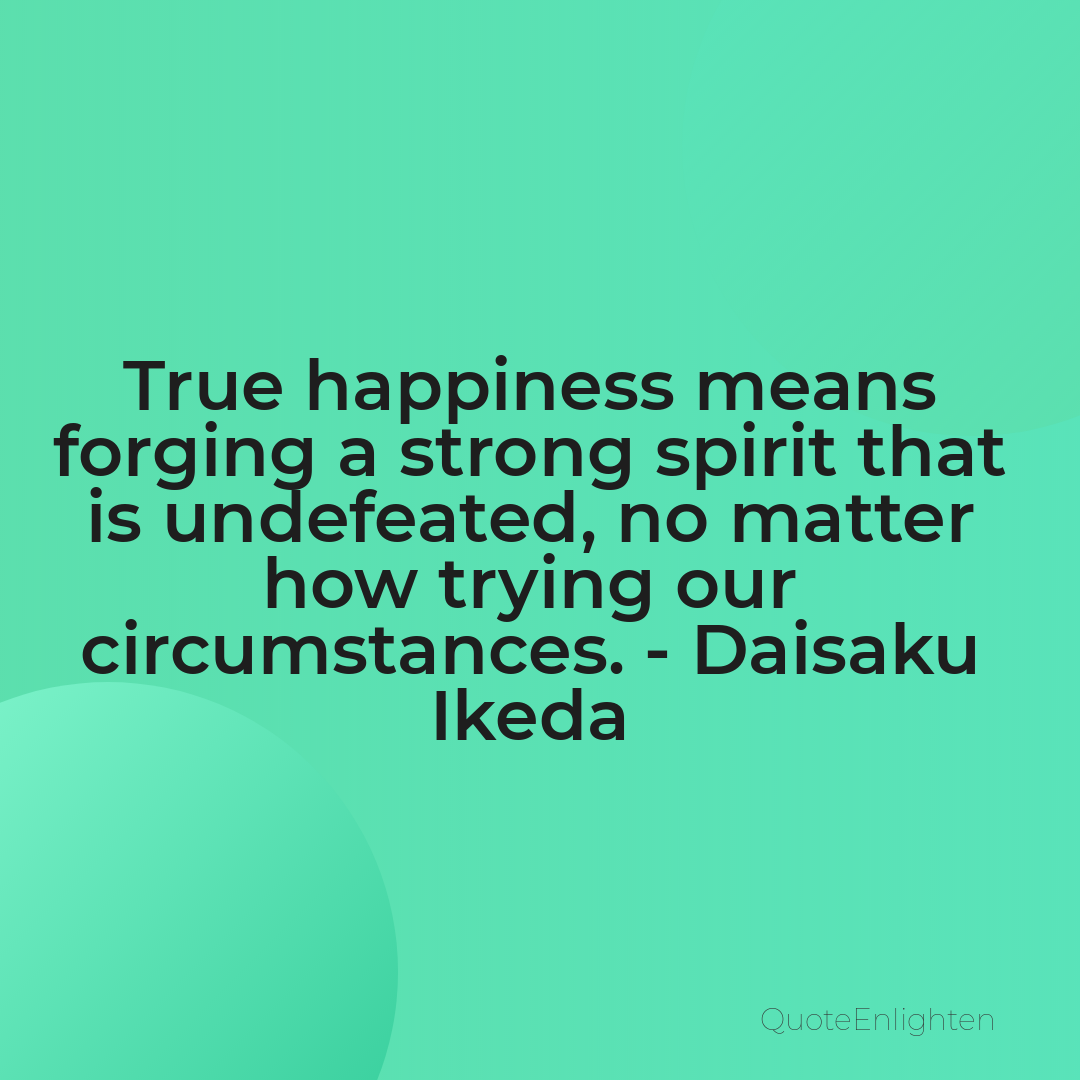 True happiness means
forging a strong spirit that
is undefeated, no matter
how trying our
circumstances. - Daisaku
Ikeda
QuoteEnlighten